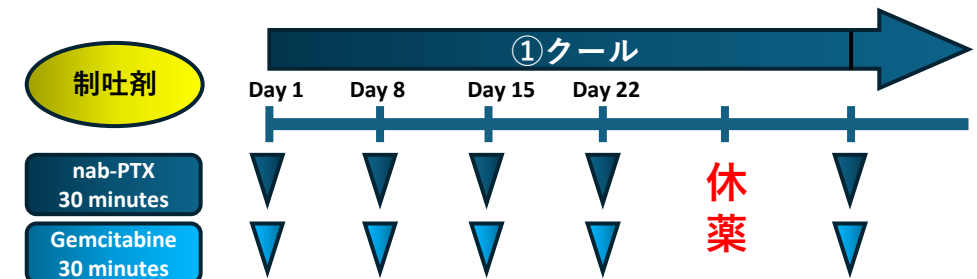 ①クール
制吐剤
Day 1
Day 8
Day 15
Day 22
nab-PTX
30 minutes
休
薬
Gemcitabine
30 minutes